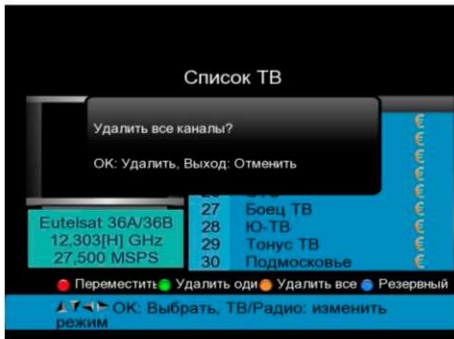 Список ТВ
Удалить все каналы?
OK: Удалить, Выход: Отменить
€
€
€
€
€
27 Боец ТВ €
28 Ю-ТВ €
29 Тонус ТВ €
30 Подмосковье €
Eutelsat 36A/36B
12,303[H] GHz
27,500 MSPS
Переместить Удалить оди Удалить все Резервный
OK: Выбрать, ТВ/Радио: изменить
режим